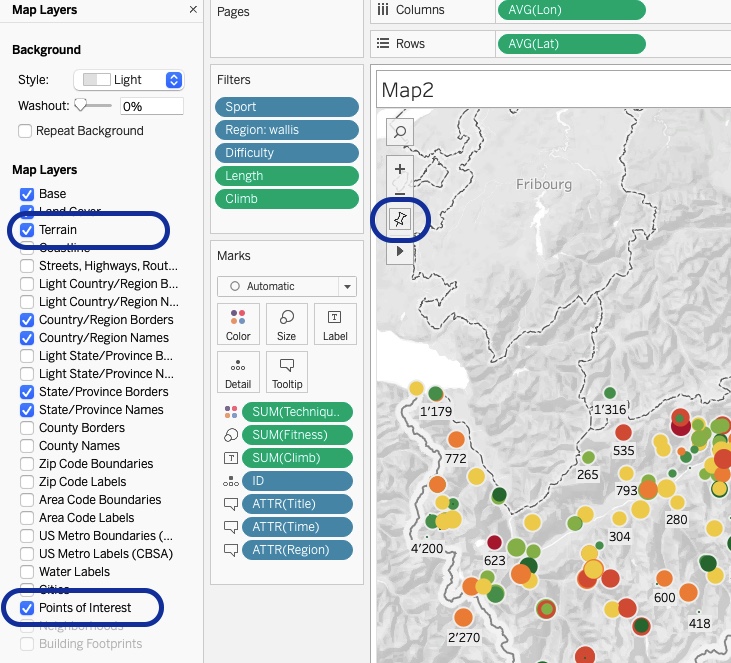 Map Layers
×
Background
Style:
Light
Washout:
0%
Repeat Background
Map Layers
Base
Land Cover
Terrain
Coastline
Streets, Highways, Rout...
Light Country/Region B...
Light Country/Region N...
Country/Region Borders
Country/Region Names
Light State/Province B...
Light State/Province N...
State/Province Borders
State/Province Names
County Borders
County Names
Zip Code Boundaries
Zip Code Labels
Area Code Boundaries
Area Code Labels
US Metro Boundaries (...
US Metro Labels (CBSA)
Water Labels
Cities
Points of Interest
Neighborhoods
Building Footprints
Pages
Filters
Sport
Region: wallis
Difficulty
Length
Climb
Marks
Automatic
Color
Size
Label
Detail
Tooltip
SUM(Techniqu..
SUM(Fitness)
SUM(Climb)
ID
ATTR(Title)
ATTR(Time)
ATTR(Region)
Columns
AVG(Lon)
Rows
AVG(Lat)
Map2
Fribourg
1'179
1'316
772
535
265
793
280
304
4'200
623
600
418
2'270